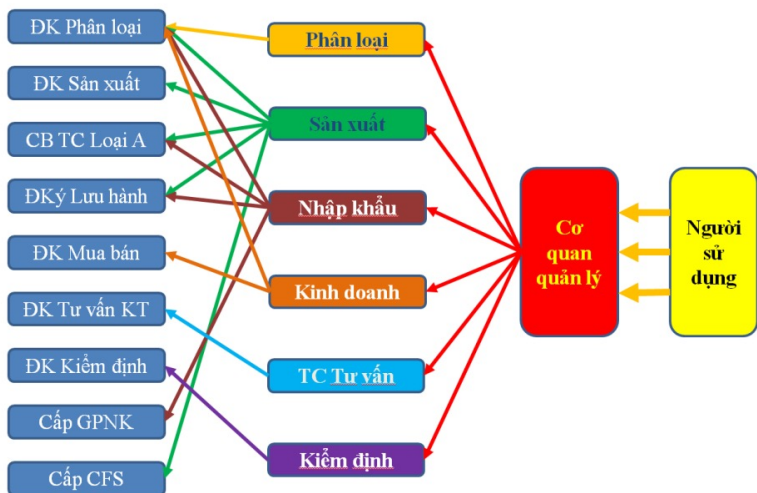 ĐK Phân loại
ĐK Sản xuất
CB TC Loại A
ĐKý Lưu hành
ĐK Mua bán
ĐK Tư vấn KT
ĐK Kiểm định
Cấp GPNK
Cấp CFS
Phân loại
Sản xuất
Nhập khẩu
Kinh doanh
TC Tư vấn
Kiểm định
Cơ
quan
quản lý
Người
sử
dụng